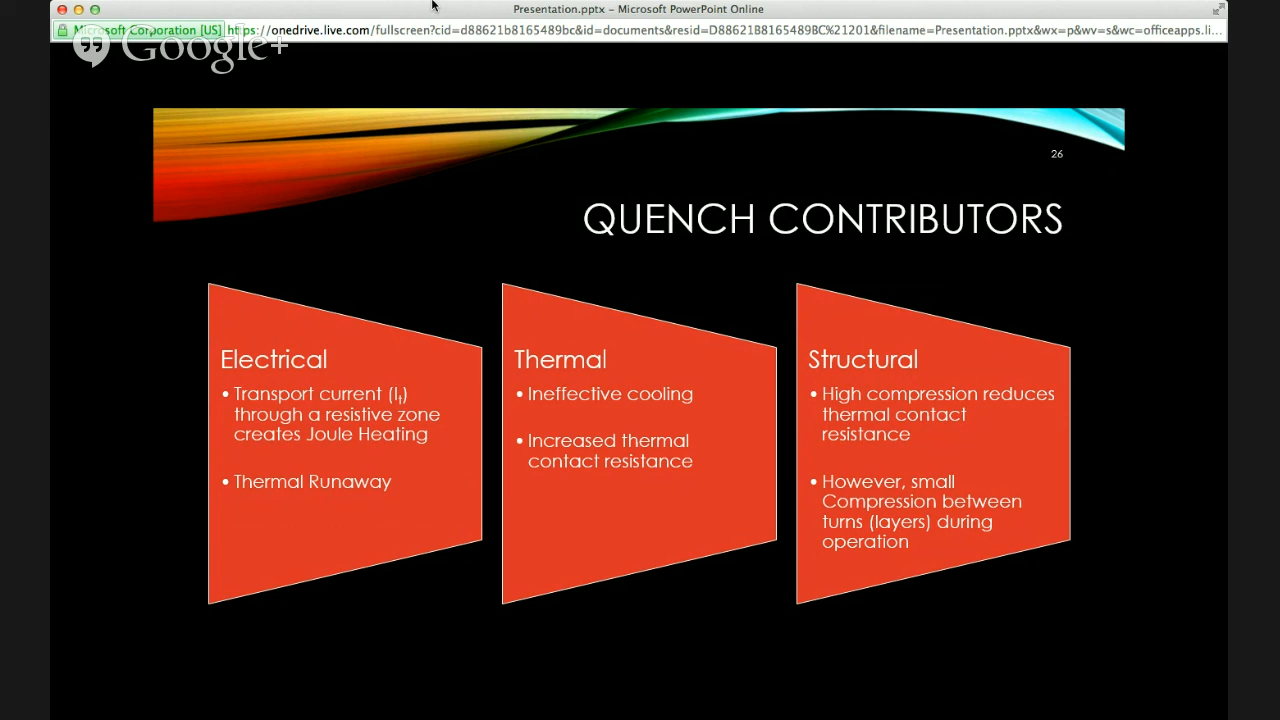 Presentation.pptx – Microsoft PowerPoint Online
Microsoft Corporation [US] https://onedrive.live.com/fullscreen?cid=d88621b8165489bc&id=documents&resid=D88621B8165489BC%21201&filename=Presentation.pptx&wx=p&wv=s&wc=officeapps.li...
Google+
26
QUENCH CONTRIBUTORS
Electrical
• Transport current (It)
through a resistive zone
creates Joule Heating
• Thermal Runaway
Thermal
• Ineffective cooling
• Increased thermal
contact resistance
Structural
• High compression reduces
thermal contact
resistance
• However, small
Compression between
turns (layers) during
operation